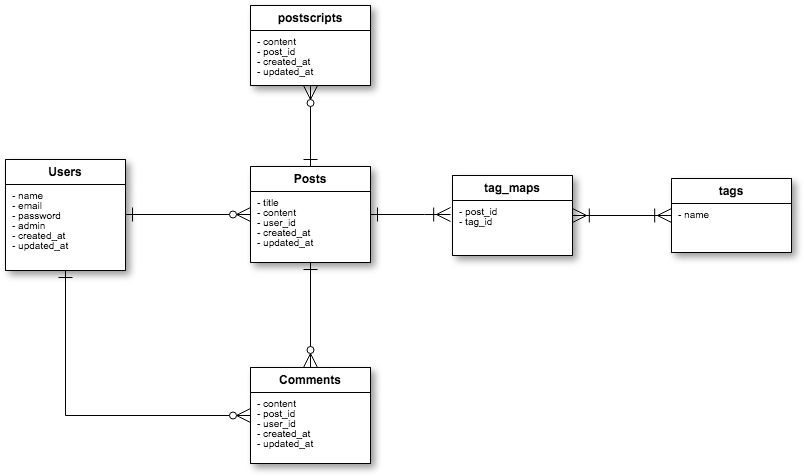 postscripts
- content
- post_id
- created_at
- updated_at
Users
- name
- email
- password
- admin
- created_at
- updated_at
Posts
- title
- content
- user_id
- created_at
- updated_at
tag_maps
- post_id
- tag_id
tags
- name
Comments
- content
- post_id
- user_id
- created_at
- updated_at